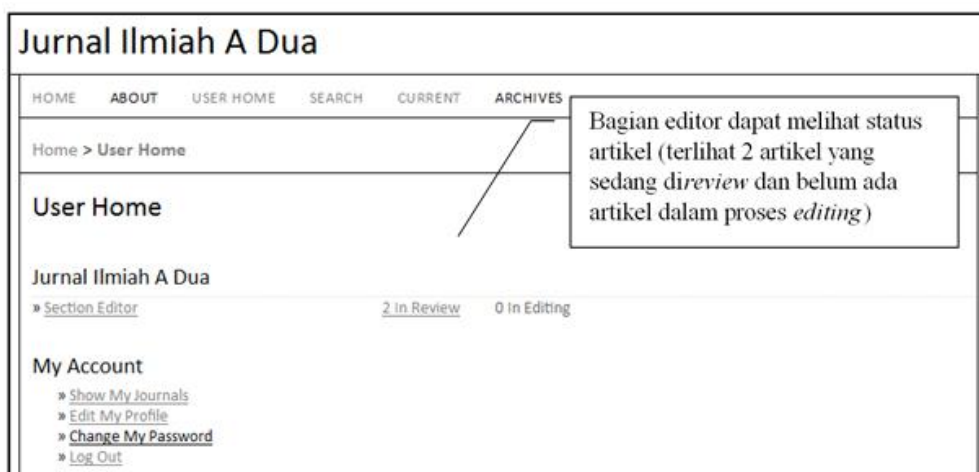 Jurnal Ilmiah A Dua
HOME ABOUT USER HOME SEARCH CURRENT ARCHIVES
Home > User Home
Bagian editor dapat melihat status
artikel (terlihat 2 artikel yang
sedang direview dan belum ada
artikel dalam proses editing)
User Home
Jurnal Ilmiah A Dua
» Section Editor 2 In Review 0 In Editing
My Account
» Show My Journals
» Edit My Profile
» Change My Password
» Log Out